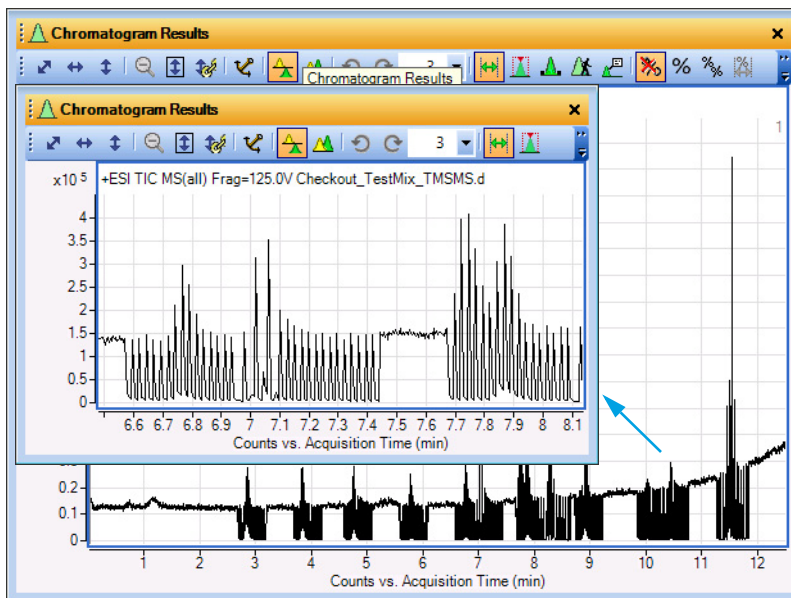 Chromatogram Results
3
% %
Chromatogram Results
1
Chromatogram Results
3
x10 5
+ESI TIC MS(all) Frag=125.0V Checkout_TestMix_TMSMS.d
4
3.5
3
2.5
2
1.5
1
0.5
0
6.6 6.7 6.8 6.9 7 7.1 7.2 7.3 7.4 7.5 7.6 7.7 7.8 7.9 8 8.1
Counts vs. Acquisition Time (min)
0.2
0.1
0
1 2 3 4 5 6 7 8 9 10 11 12
Counts vs. Acquisition Time (min)